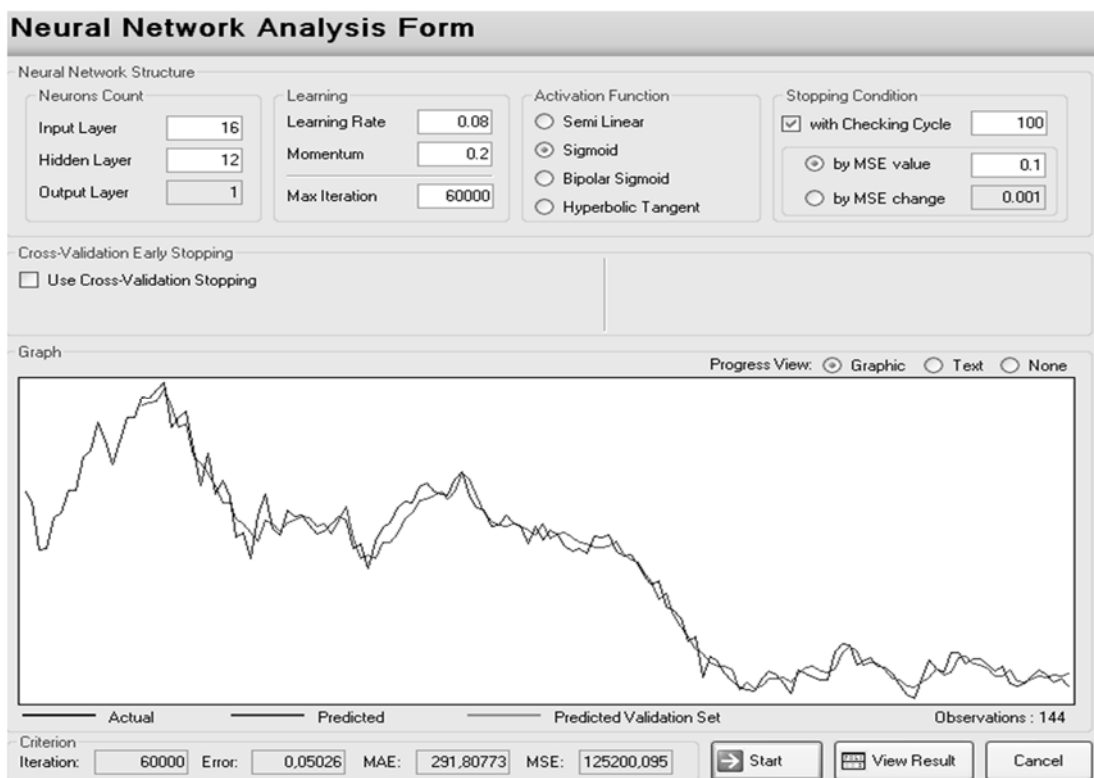 Neural Network Analysis Form
Neural Network Structure
Neurons Count
Input Layer 16
Hidden Layer 12
Output Layer 1
Learning
Learning Rate 0.08
Momentum 0.2
Max Iteration 60000
Activation Function
Semi Linear
Sigmoid
Bipolar Sigmoid
Hyperbolic Tangent
Stopping Condition
with Checking Cycle 100
by MSE value 0.1
by MSE change 0.001
Cross-Validation Early Stopping
Use Cross-Validation Stopping
Graph
Progress View: Graphic Text None
Actual Predicted Predicted Validation Set Observations : 144
Criterion
Iteration: 60000 Error: 0,05026 MAE: 291,80773 MSE: 125200,095
Start View Result Cancel